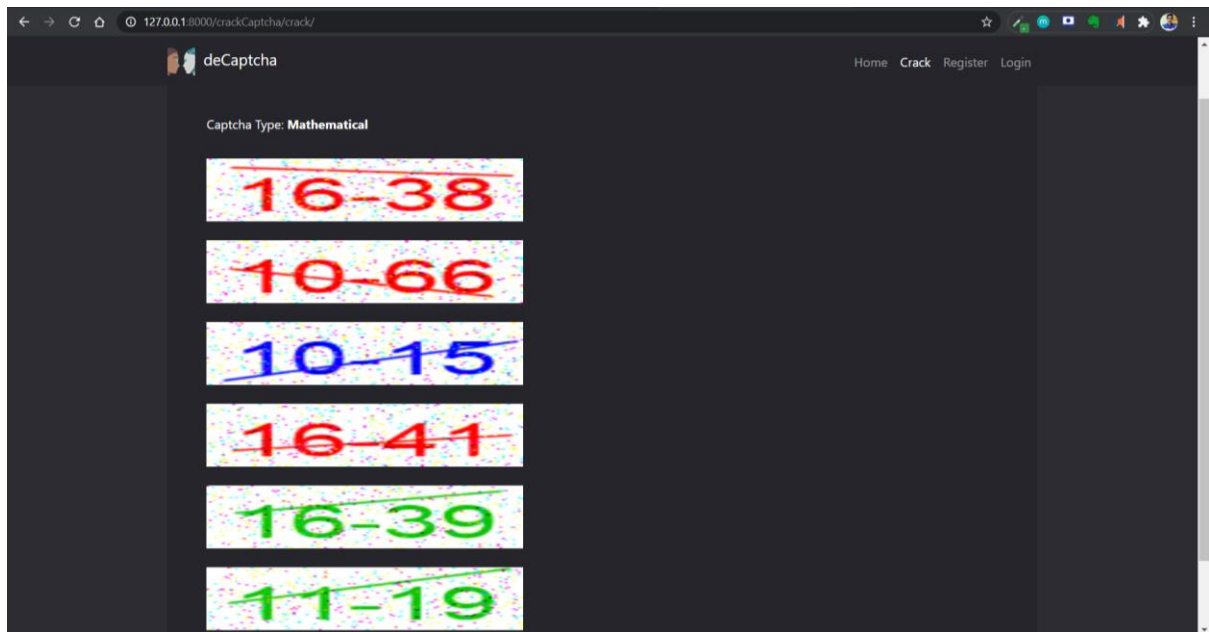 127.0.0.1:8000/crackCaptcha/crack/
deCaptcha
Home Crack Register Login
Captcha Type: Mathematical
16-38
10-66
10-15
16-41
16-39
11-19